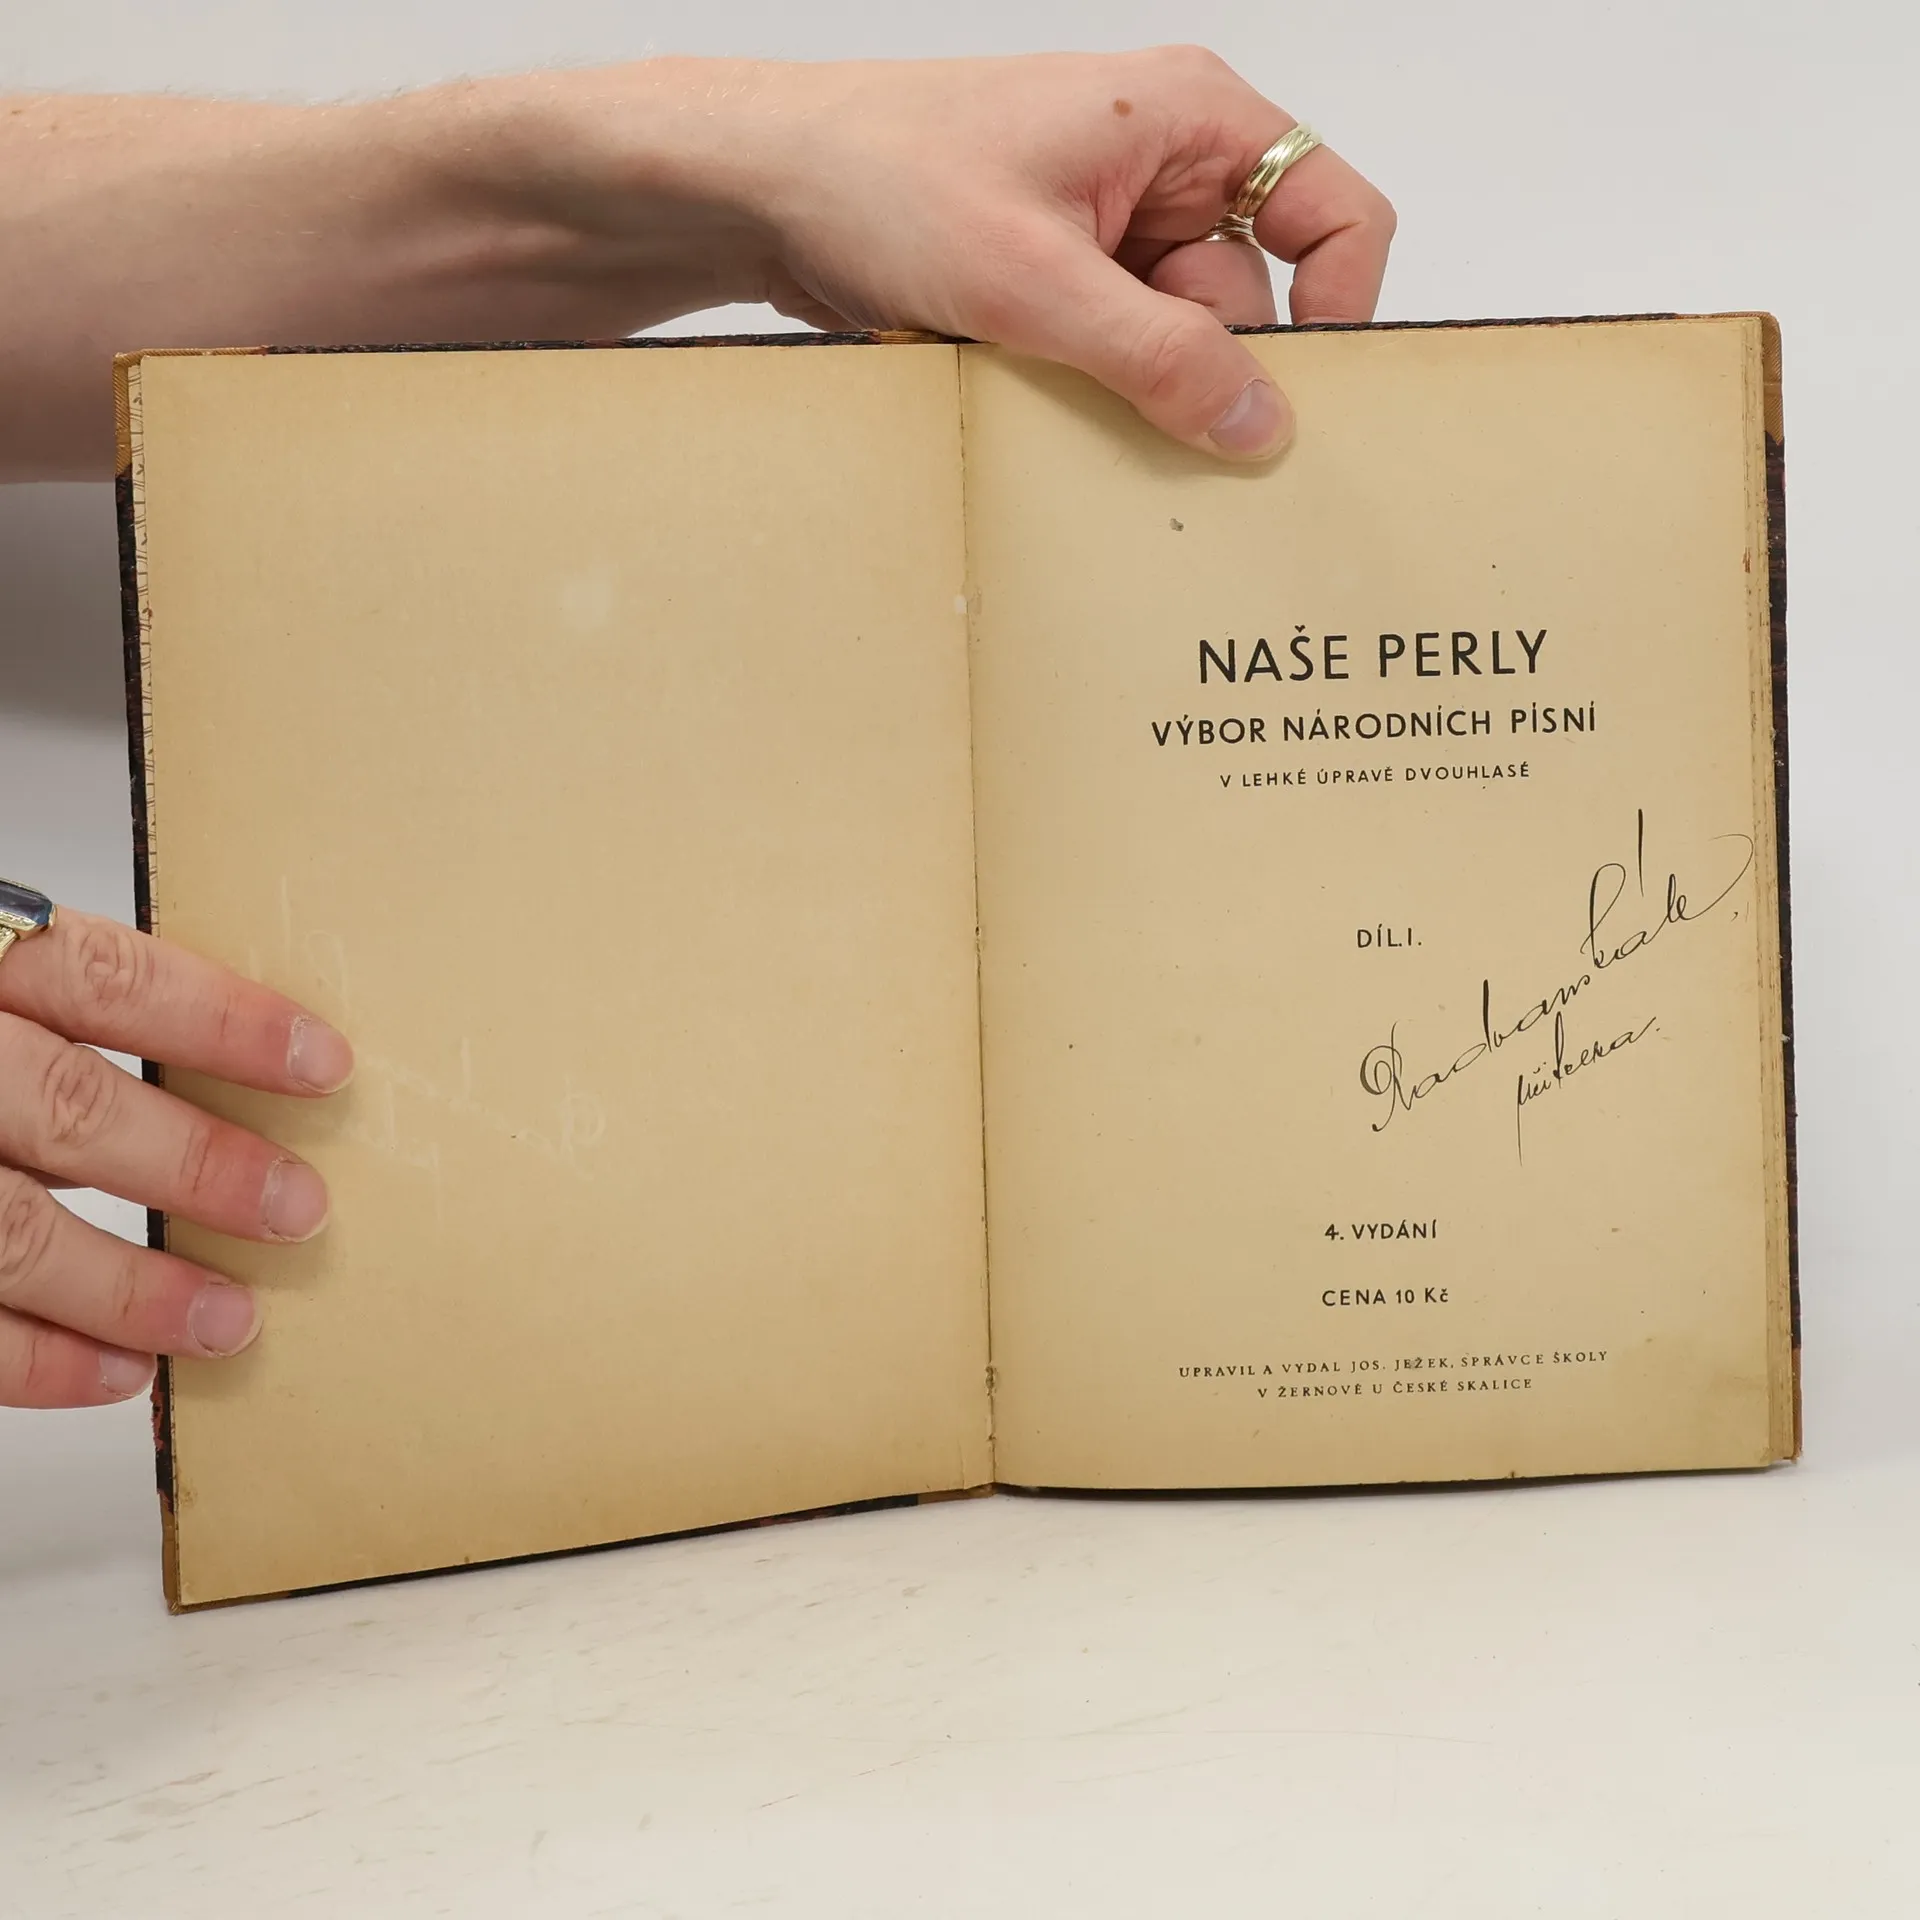 NAŠE PERLY
VÝBOR NÁRODNÍCH PÍSNÍ
V LEHKÉ ÚPRAVĚ DVOUHLASÉ
DÍL.I.
učitelka.
4. VYDÁNÍ
CENA 10 Kč
UPRAVIL A VYDAL JOS. JEŽEK, SPRÁVCE ŠKOLY
V ŽERNOVĚ U ČESKÉ SKALICE